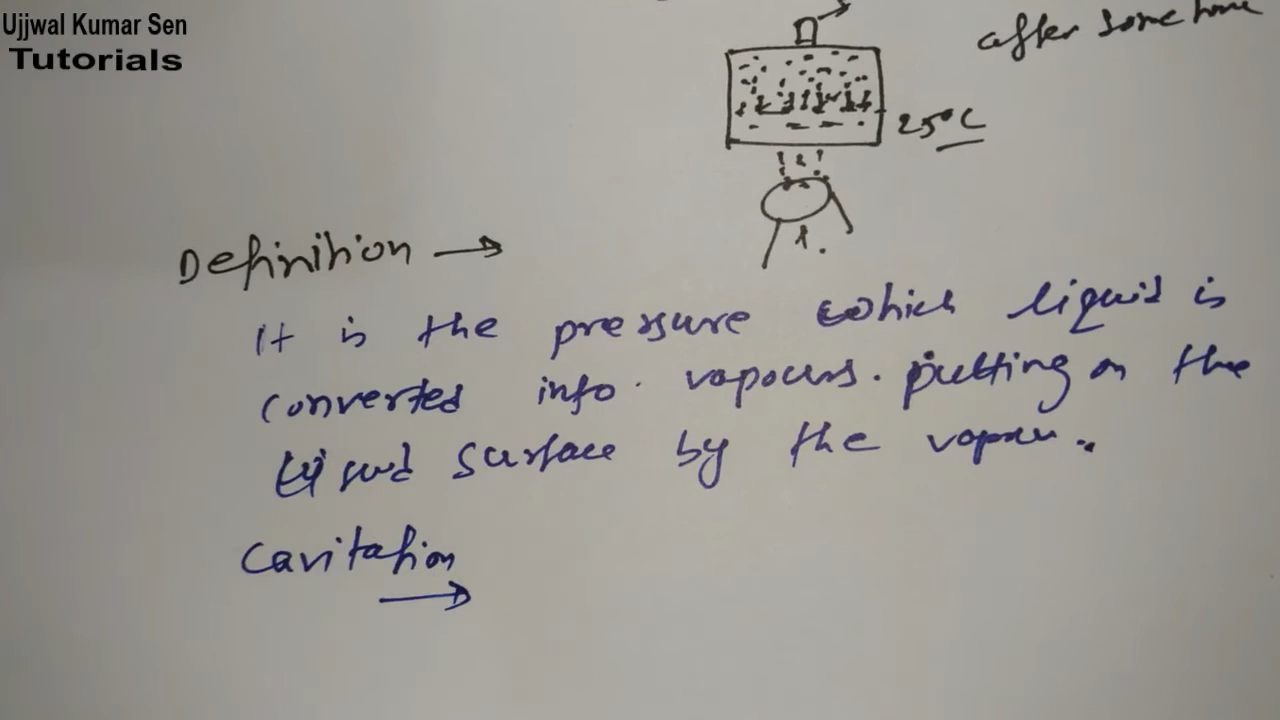 Ujjwal Kumar Sen
Tutorials
after some time
25°C
1.
Definition →
It is the pressure which liquid is
converted into vapours. putting on the
liquid surface by the vapour.
Cavitation